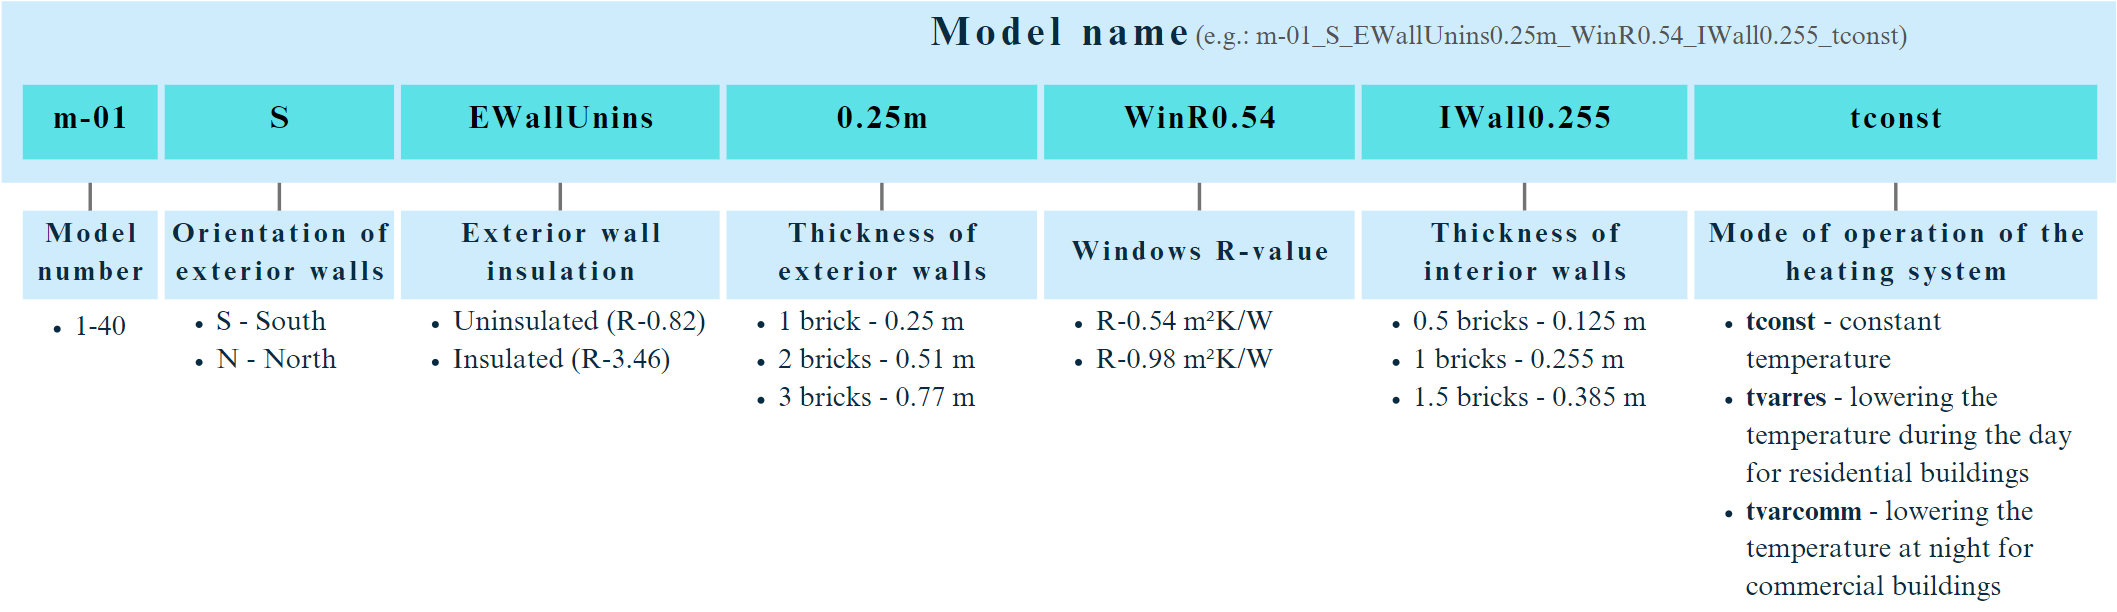 Model name (e.g.: m-01_S_EWallUnins0.25m_WinR0.54_IWall0.255_tconst)
m-01
S
EWallUnins
0.25m
WinR0.54
IWall0.255
tconst
Model
number
Orientation of
exterior walls
Exterior wall
insulation
Thickness of
exterior walls
Windows R-value
Thickness of
interior walls
Mode of operation of the
heating system
• 1-40
• S - South
• N - North
• Uninsulated (R-0.82)
• Insulated (R-3.46)
• 1 brick - 0.25 m
• 2 bricks - 0.51 m
• 3 bricks - 0.77 m
• R-0.54 m²K/W
• R-0.98 m²K/W
• 0.5 bricks - 0.125 m
• 1 bricks - 0.255 m
• 1.5 bricks - 0.385 m
• tconst - constant
temperature
• tvarres - lowering the
temperature during the day
for residential buildings
• tvarcomm - lowering the
temperature at night for
commercial buildings